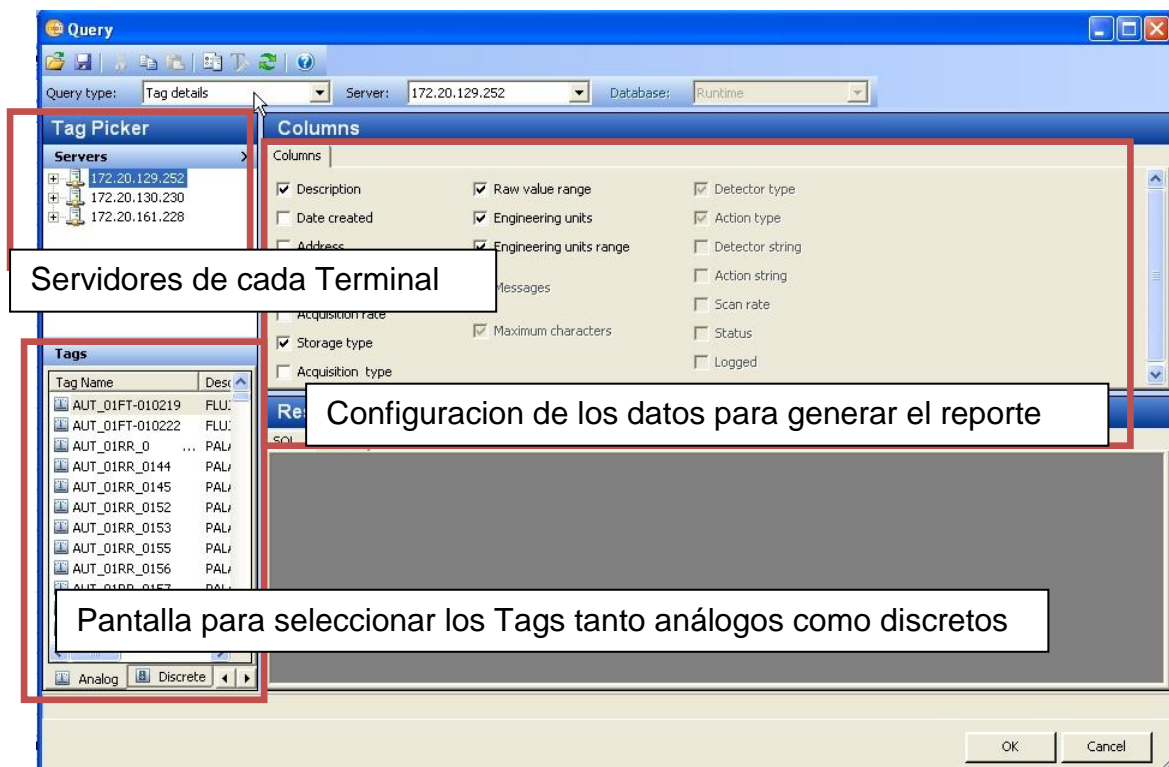 Query
Query type: Tag details Server: 172.20.129.252 Database: Runtime
Tag Picker
Servers
172.20.129.252
172.20.130.230
172.20.161.228
Columns
Columns
Description
Raw value range
Detector type
Date created
Engineering units
Action type
Address
Engineering units range
Detector string
Servidores de cada Terminal
Messages
Action string
Acquisition rate
Scan rate
Storage type
Maximum characters
Status
Acquisition type
Logged
Configuracion de los datos para generar el reporte
Tags
Tag Name
AUT_01FT-010219
AUT_01FT-010222
AUT_01RR_0 ...
AUT_01RR_0144
AUT_01RR_0145
AUT_01RR_0152
AUT_01RR_0153
AUT_01RR_0155
AUT_01RR_0156
AUT_01RR_0157
Pantalla para seleccionar los Tags tanto análogos como discretos
Analog Discrete
OK Cancel